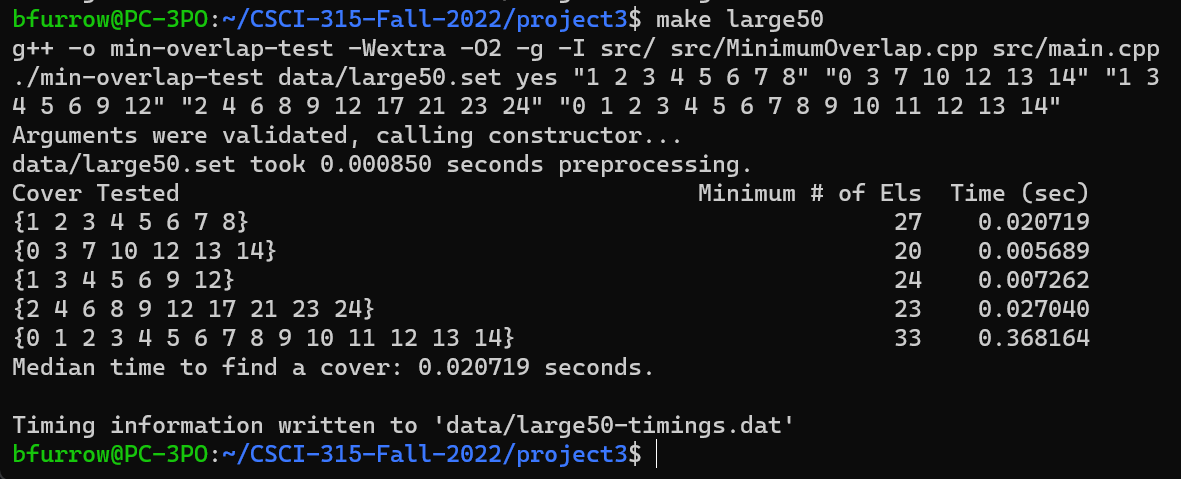 bfurrow@PC-3PO:~/CSCI-315-Fall-2022/project3$ make large50
g++ -o min-overlap-test -Wextra -O2 -g -I src/ src/MinimumOverlap.cpp src/main.cpp
./min-overlap-test data/large50.set yes "1 2 3 4 5 6 7 8" "0 3 7 10 12 13 14" "1 3
4 5 6 9 12" "2 4 6 8 9 12 17 21 23 24" "0 1 2 3 4 5 6 7 8 9 10 11 12 13 14"
Arguments were validated, calling constructor...
data/large50.set took 0.000850 seconds preprocessing.
Cover Tested Minimum # of Els Time (sec)
{1 2 3 4 5 6 7 8} 27 0.020719
{0 3 7 10 12 13 14} 20 0.005689
{1 3 4 5 6 9 12} 24 0.007262
{2 4 6 8 9 12 17 21 23 24} 23 0.027040
{0 1 2 3 4 5 6 7 8 9 10 11 12 13 14} 33 0.368164
Median time to find a cover: 0.020719 seconds.
Timing information written to 'data/large50-timings.dat'
bfurrow@PC-3PO:~/CSCI-315-Fall-2022/project3$